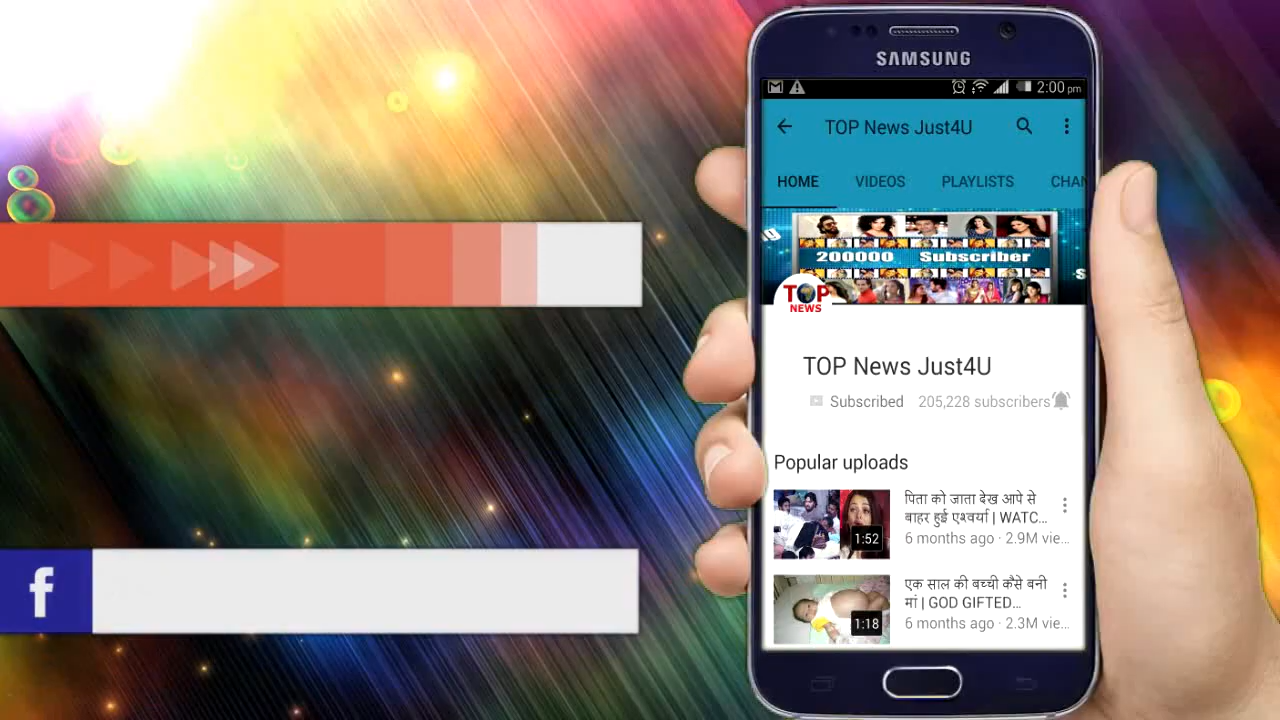 SAMSUNG
2:00 pm
TOP News Just4U
HOME VIDEOS PLAYLISTS CHAN
200000 Subscriber
TOP
NEWS
TOP News Just4U
Subscribed 205,228 subscribers
Popular uploads
पिता को जाता देख आपे से
बाहर हुई एश्वर्या | WATC...
6 months ago · 2.9M vie...
1:52
एक साल की बच्ची कैसे बनी
माँ | GOD GIFTED...
6 months ago · 2.3M vie...
1:18
f